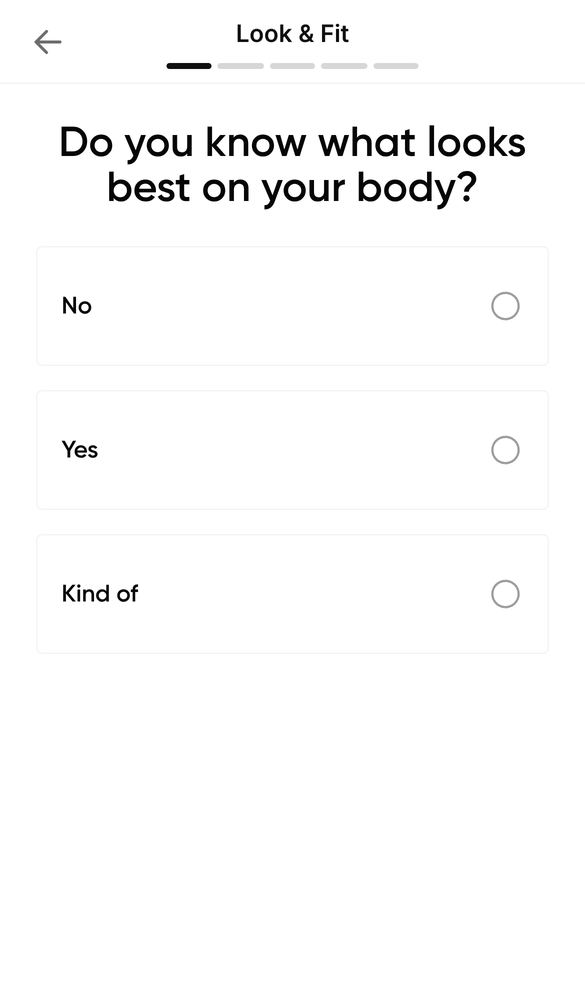 Look & Fit
Do you know what looks
best on your body?
No
Yes
Kind of